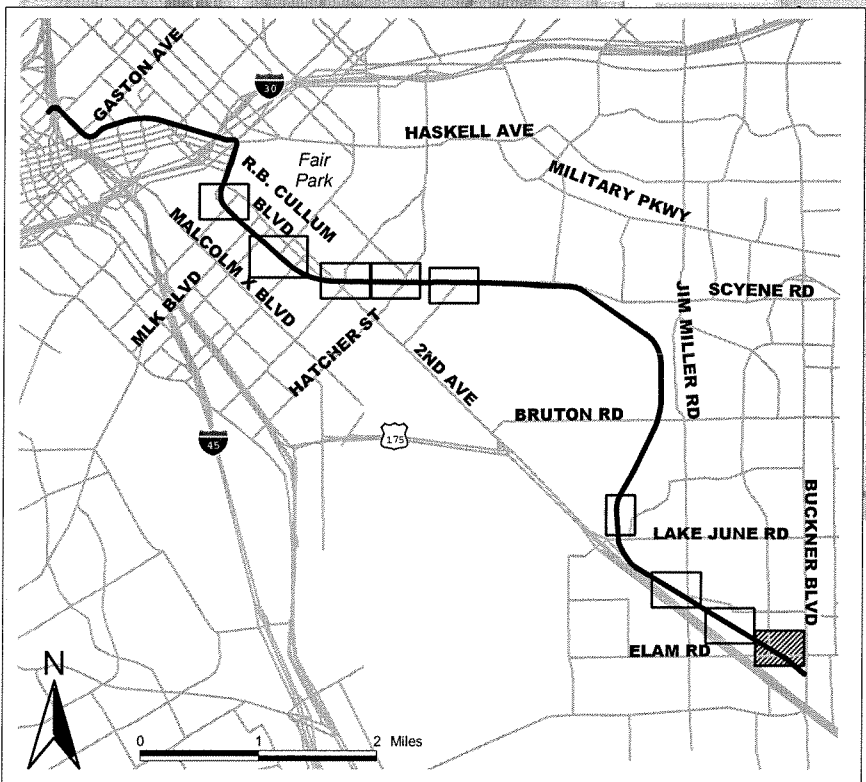 GASTON AVE
30
HASKELL AVE
Fair
Park
R.B. CULLUM
BLVD
MILITARY PKWY
MALCOLM X BLVD
SCYENE RD
MLK BLVD
HATCHER ST
JIM MILLER RD
2ND AVE
BRUTON RD
175
45
BUCKNER BLVD
LAKE JUNE RD
ELAM RD
N
0 1 2 Miles